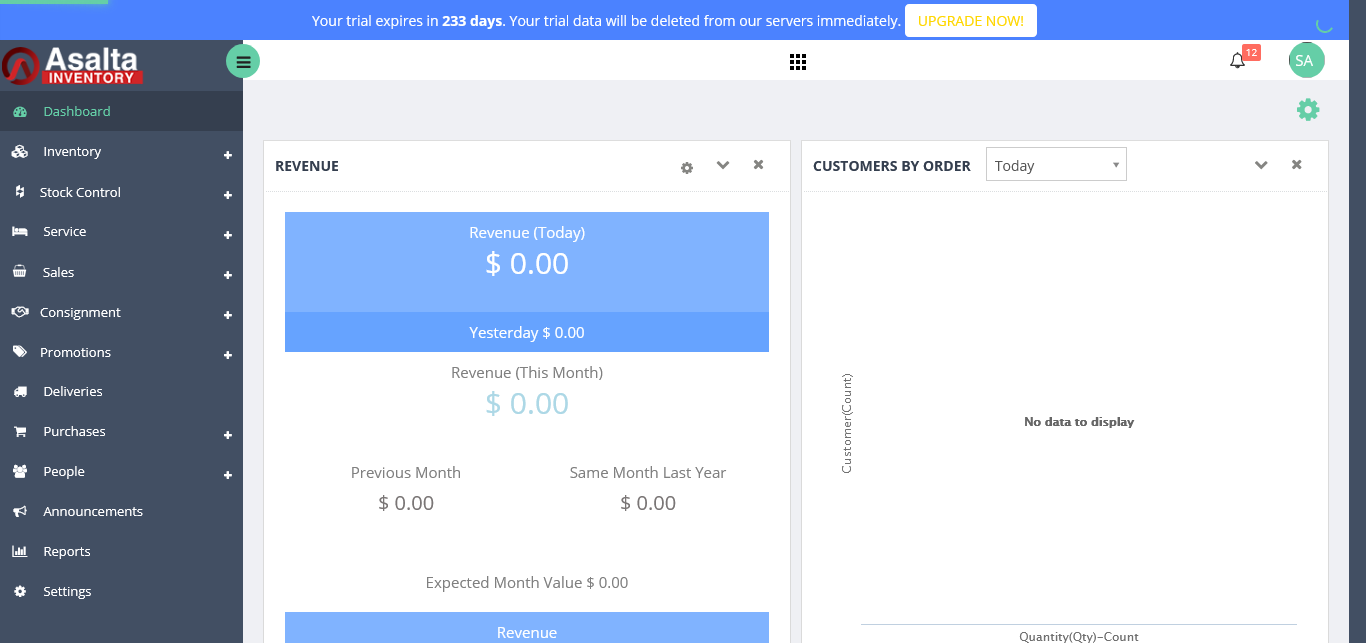 Your trial expires in 233 days. Your trial data will be deleted from our servers immediately. UPGRADE NOW!
Asalta
INVENTORY
12
SA
Dashboard
Inventory
Stock Control
Service
Sales
Consignment
Promotions
Deliveries
Purchases
People
Announcements
Reports
Settings
REVENUE
Revenue (Today)
$ 0.00
Yesterday $ 0.00
Revenue (This Month)
$ 0.00
Previous Month
$ 0.00
Same Month Last Year
$ 0.00
Expected Month Value $ 0.00
Revenue
CUSTOMERS BY ORDER
Today
Customer(Count)
No data to display
Quantity(Qty)-Count